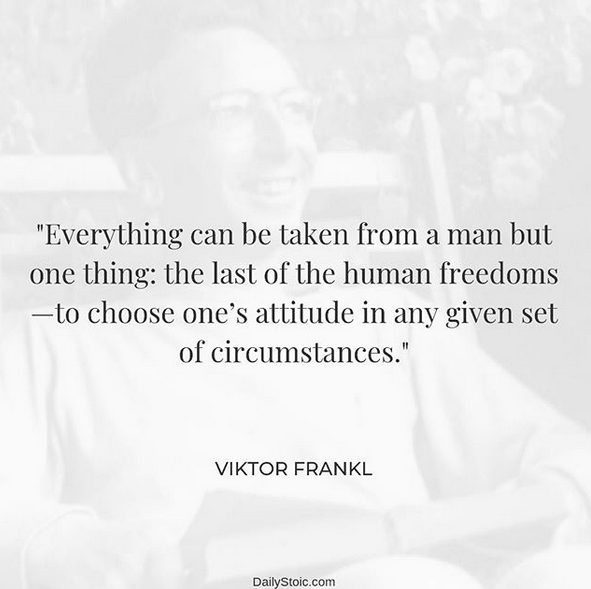 "Everything can be taken from a man but
one thing: the last of the human freedoms
—to choose one’s attitude in any given set
of circumstances."
VIKTOR FRANKL
DailyStoic.com